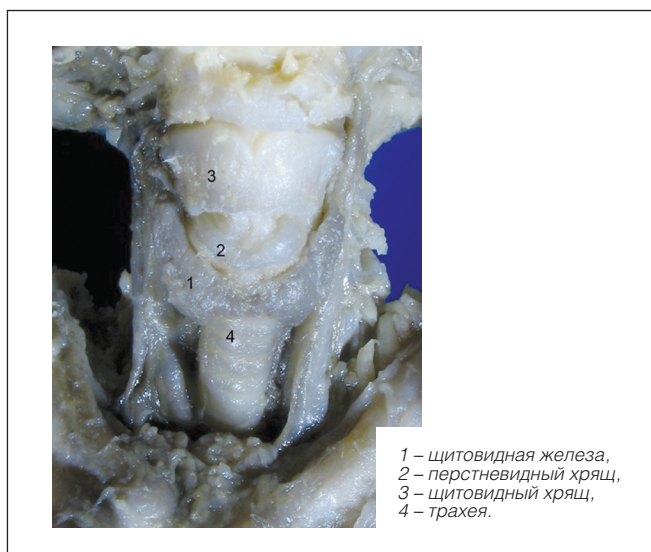 3
2
1
4
1 – щитовидная железа,
2 – перстневидный хрящ,
3 – щитовидный хрящ,
4 – трахея.